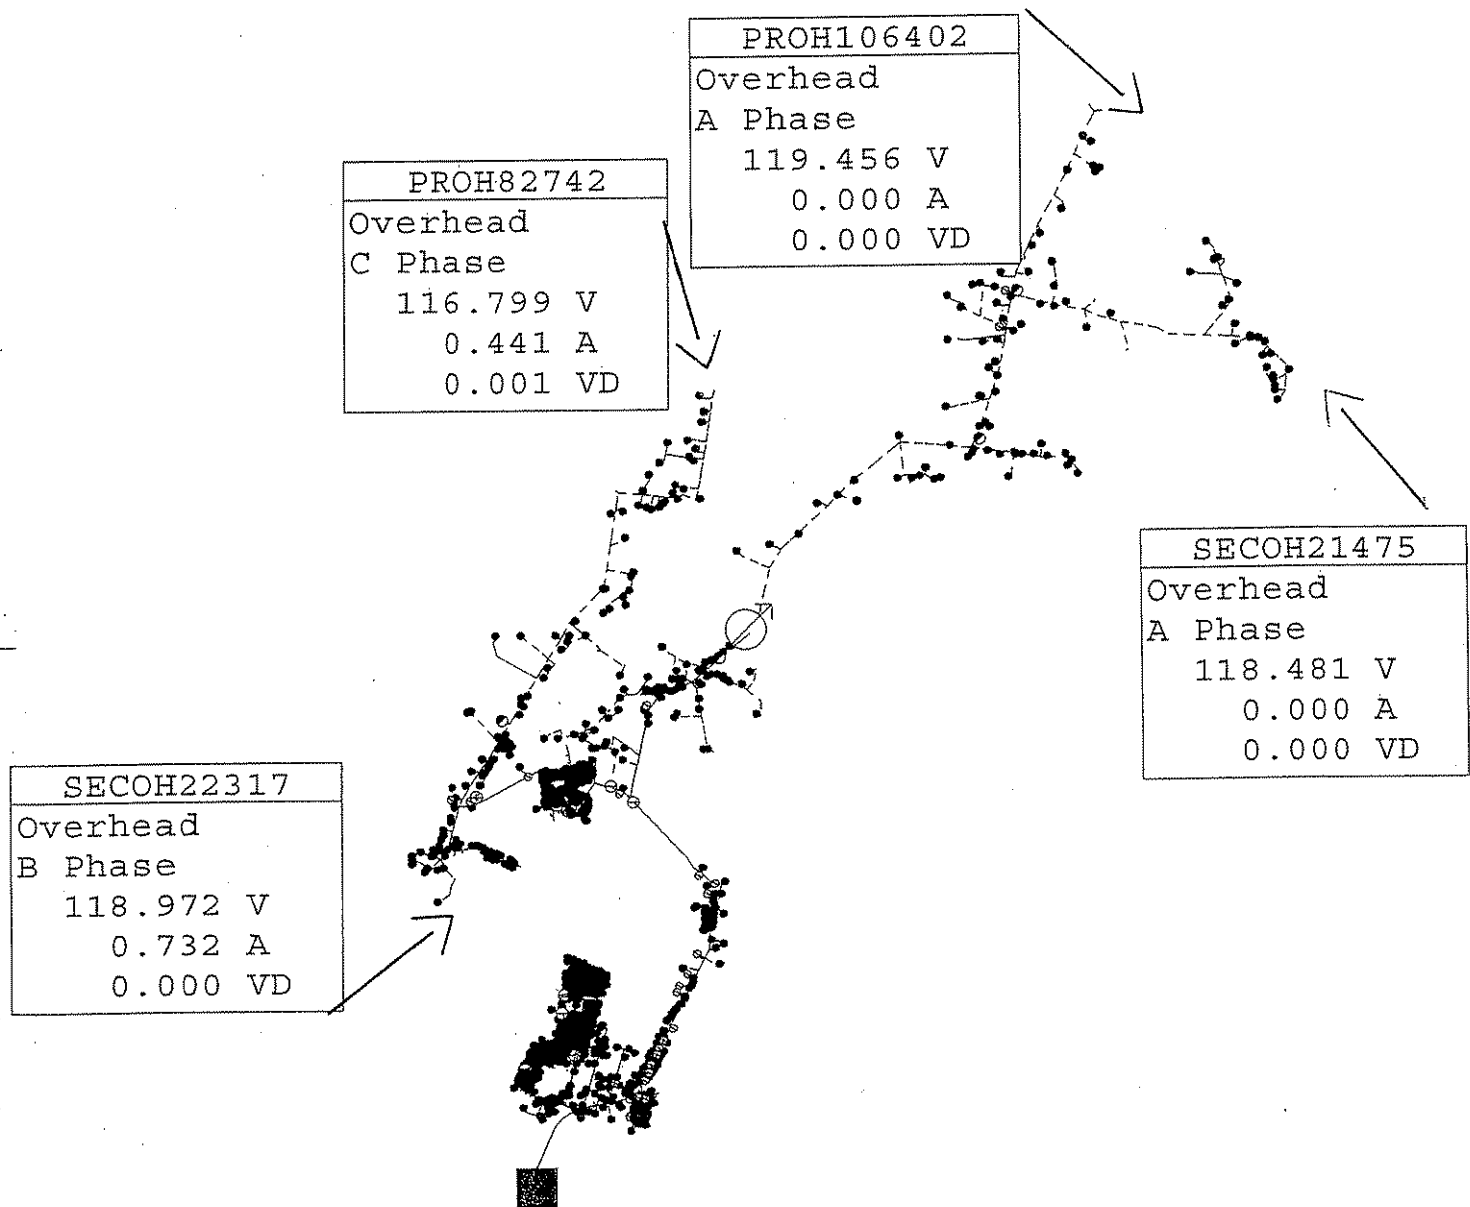 PROH106402
Overhead
A Phase
119.456 V
0.000 A
0.000 VD
PROH82742
Overhead
C Phase
116.799 V
0.441 A
0.001 VD
SECOH21475
Overhead
A Phase
118.481 V
0.000 A
0.000 VD
SECOH22317
Overhead
B Phase
118.972 V
0.732 A
0.000 VD